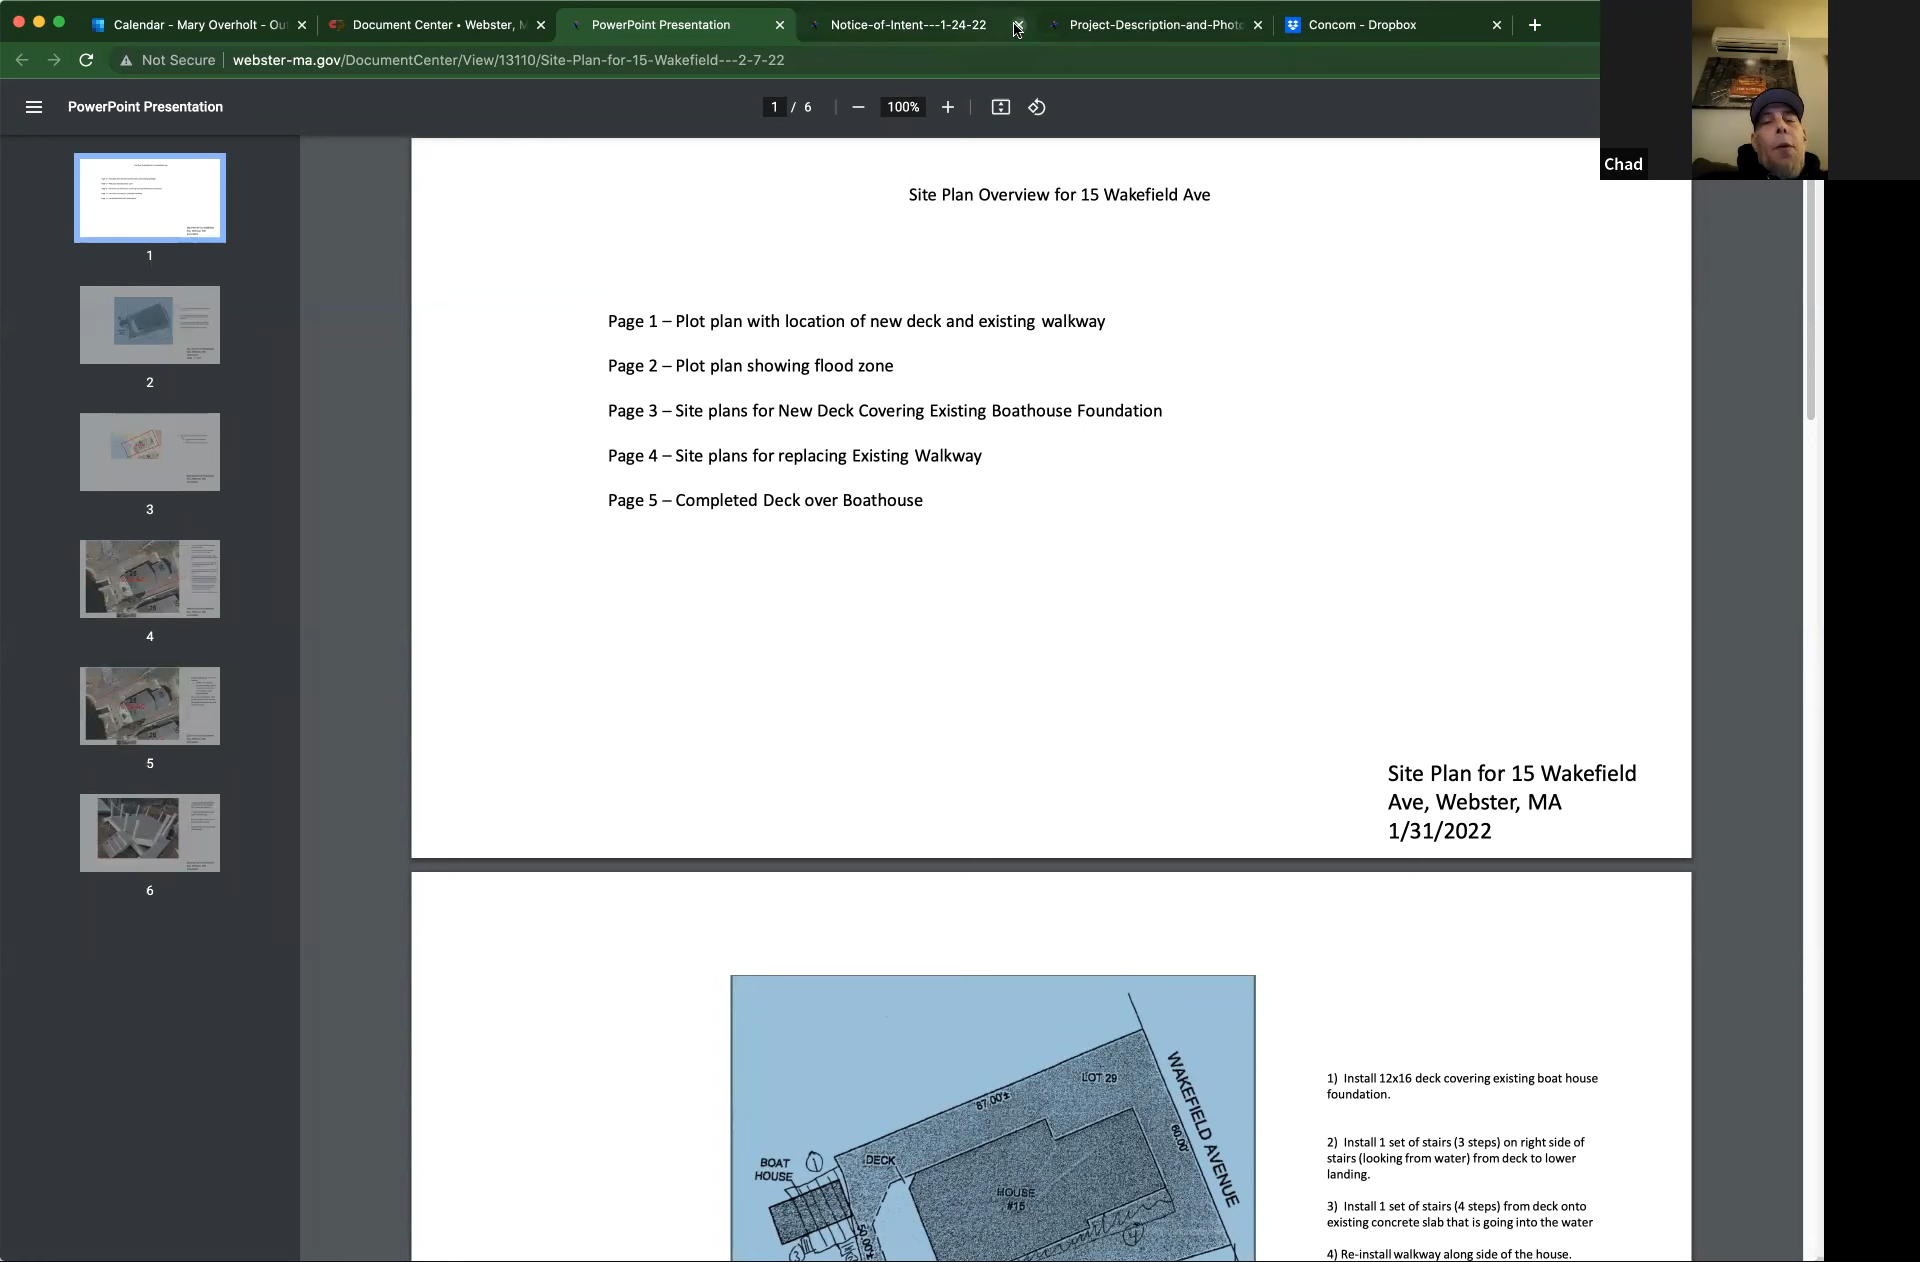 Calendar - Mary Overholt - Ou
Document Center • Webster, M
PowerPoint Presentation
Notice-of-Intent---1-24-22
Project-Description-and-Photo
Concom - Dropbox
Not Secure
webster-ma.gov/DocumentCenter/View/13110/Site-Plan-for-15-Wakefield---2-7-22
PowerPoint Presentation
1 / 6
100%
Chad
1
2
3
4
5
6
Site Plan Overview for 15 Wakefield Ave
Page 1 – Plot plan with location of new deck and existing walkway
Page 2 – Plot plan showing flood zone
Page 3 – Site plans for New Deck Covering Existing Boathouse Foundation
Page 4 – Site plans for replacing Existing Walkway
Page 5 – Completed Deck over Boathouse
Site Plan for 15 Wakefield
Ave, Webster, MA
1/31/2022
LOT 29
87.00'±
WAKEFIELD AVENUE
60.00'
BOAT
HOUSE
1
DECK
HOUSE
#15
50.00'±
3
4
1) Install 12x16 deck covering existing boat house
foundation.
2) Install 1 set of stairs (3 steps) on right side of
stairs (looking from water) from deck to lower
landing.
3) Install 1 set of stairs (4 steps) from deck onto
existing concrete slab that is going into the water
4) Re-install walkway along side of the house.